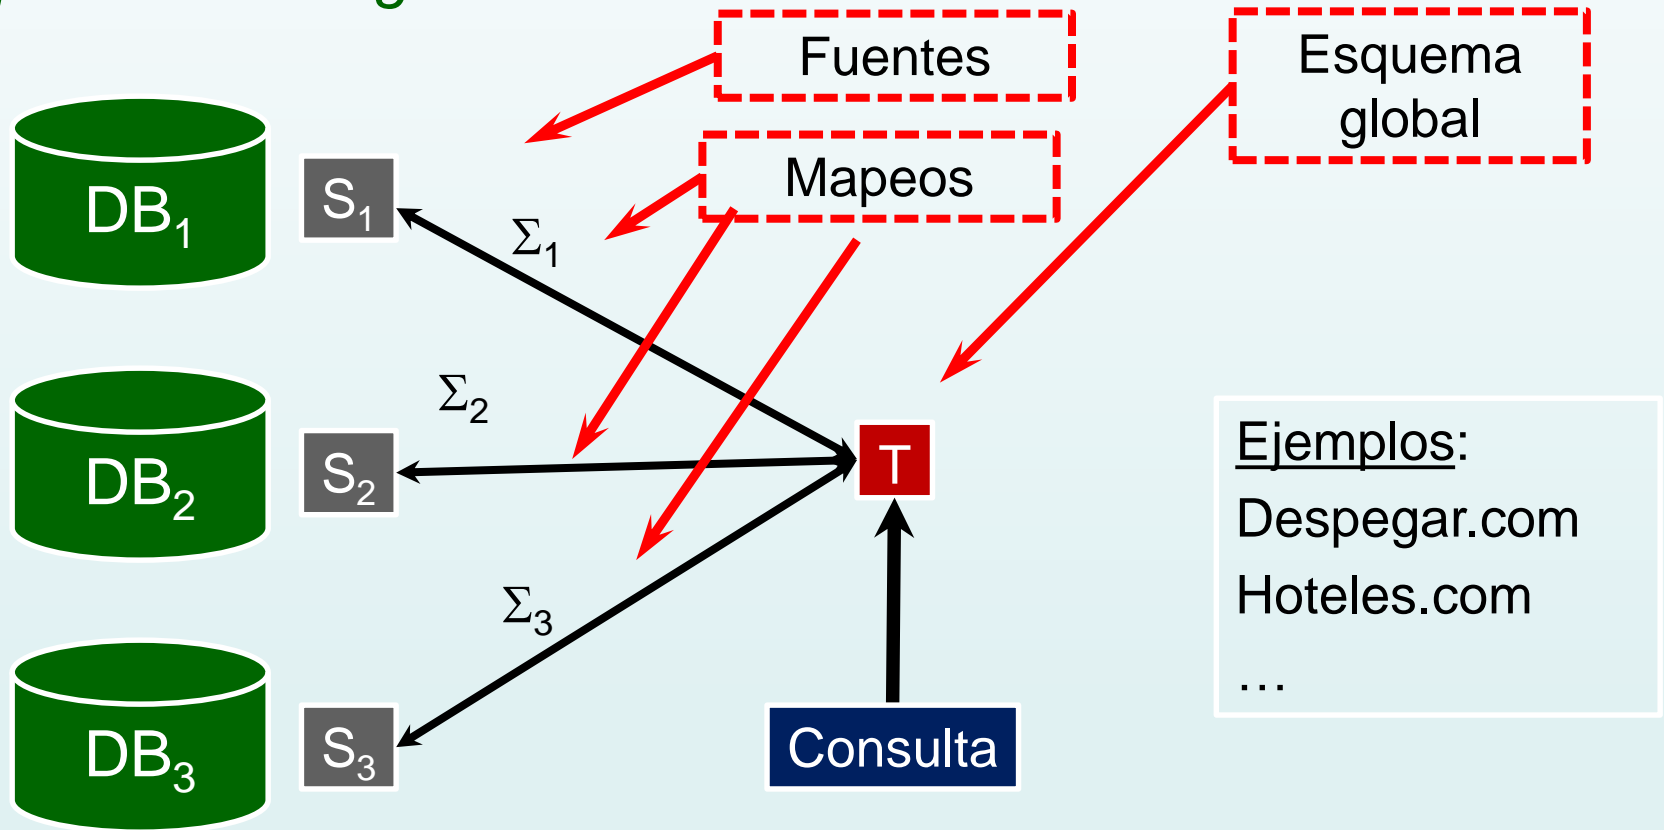 Fuentes
Esquema
global
Mapeos
DB1
S1
Σ1
DB2
S2
Σ2
T
Ejemplos:
Despegar.com
Hoteles.com
…
DB3
S3
Σ3
Consulta